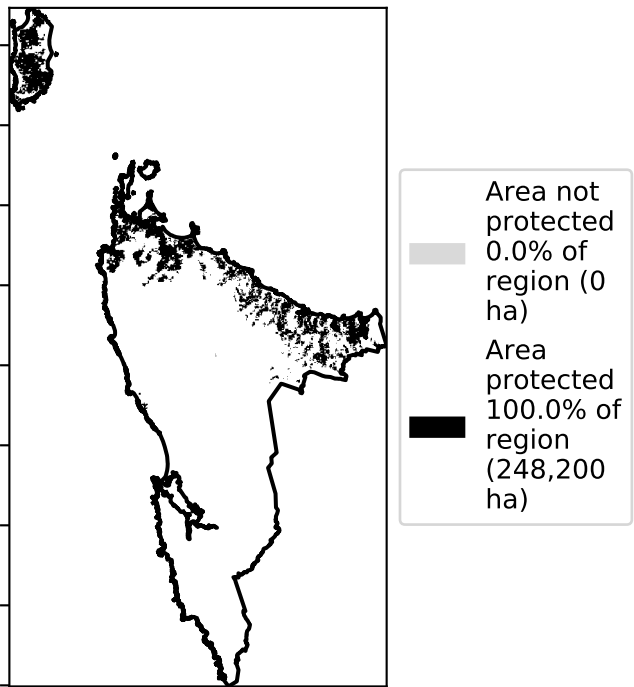 Area not
protected
0.0% of
region (0
ha)
Area
protected
100.0% of
region
(248,200
ha)